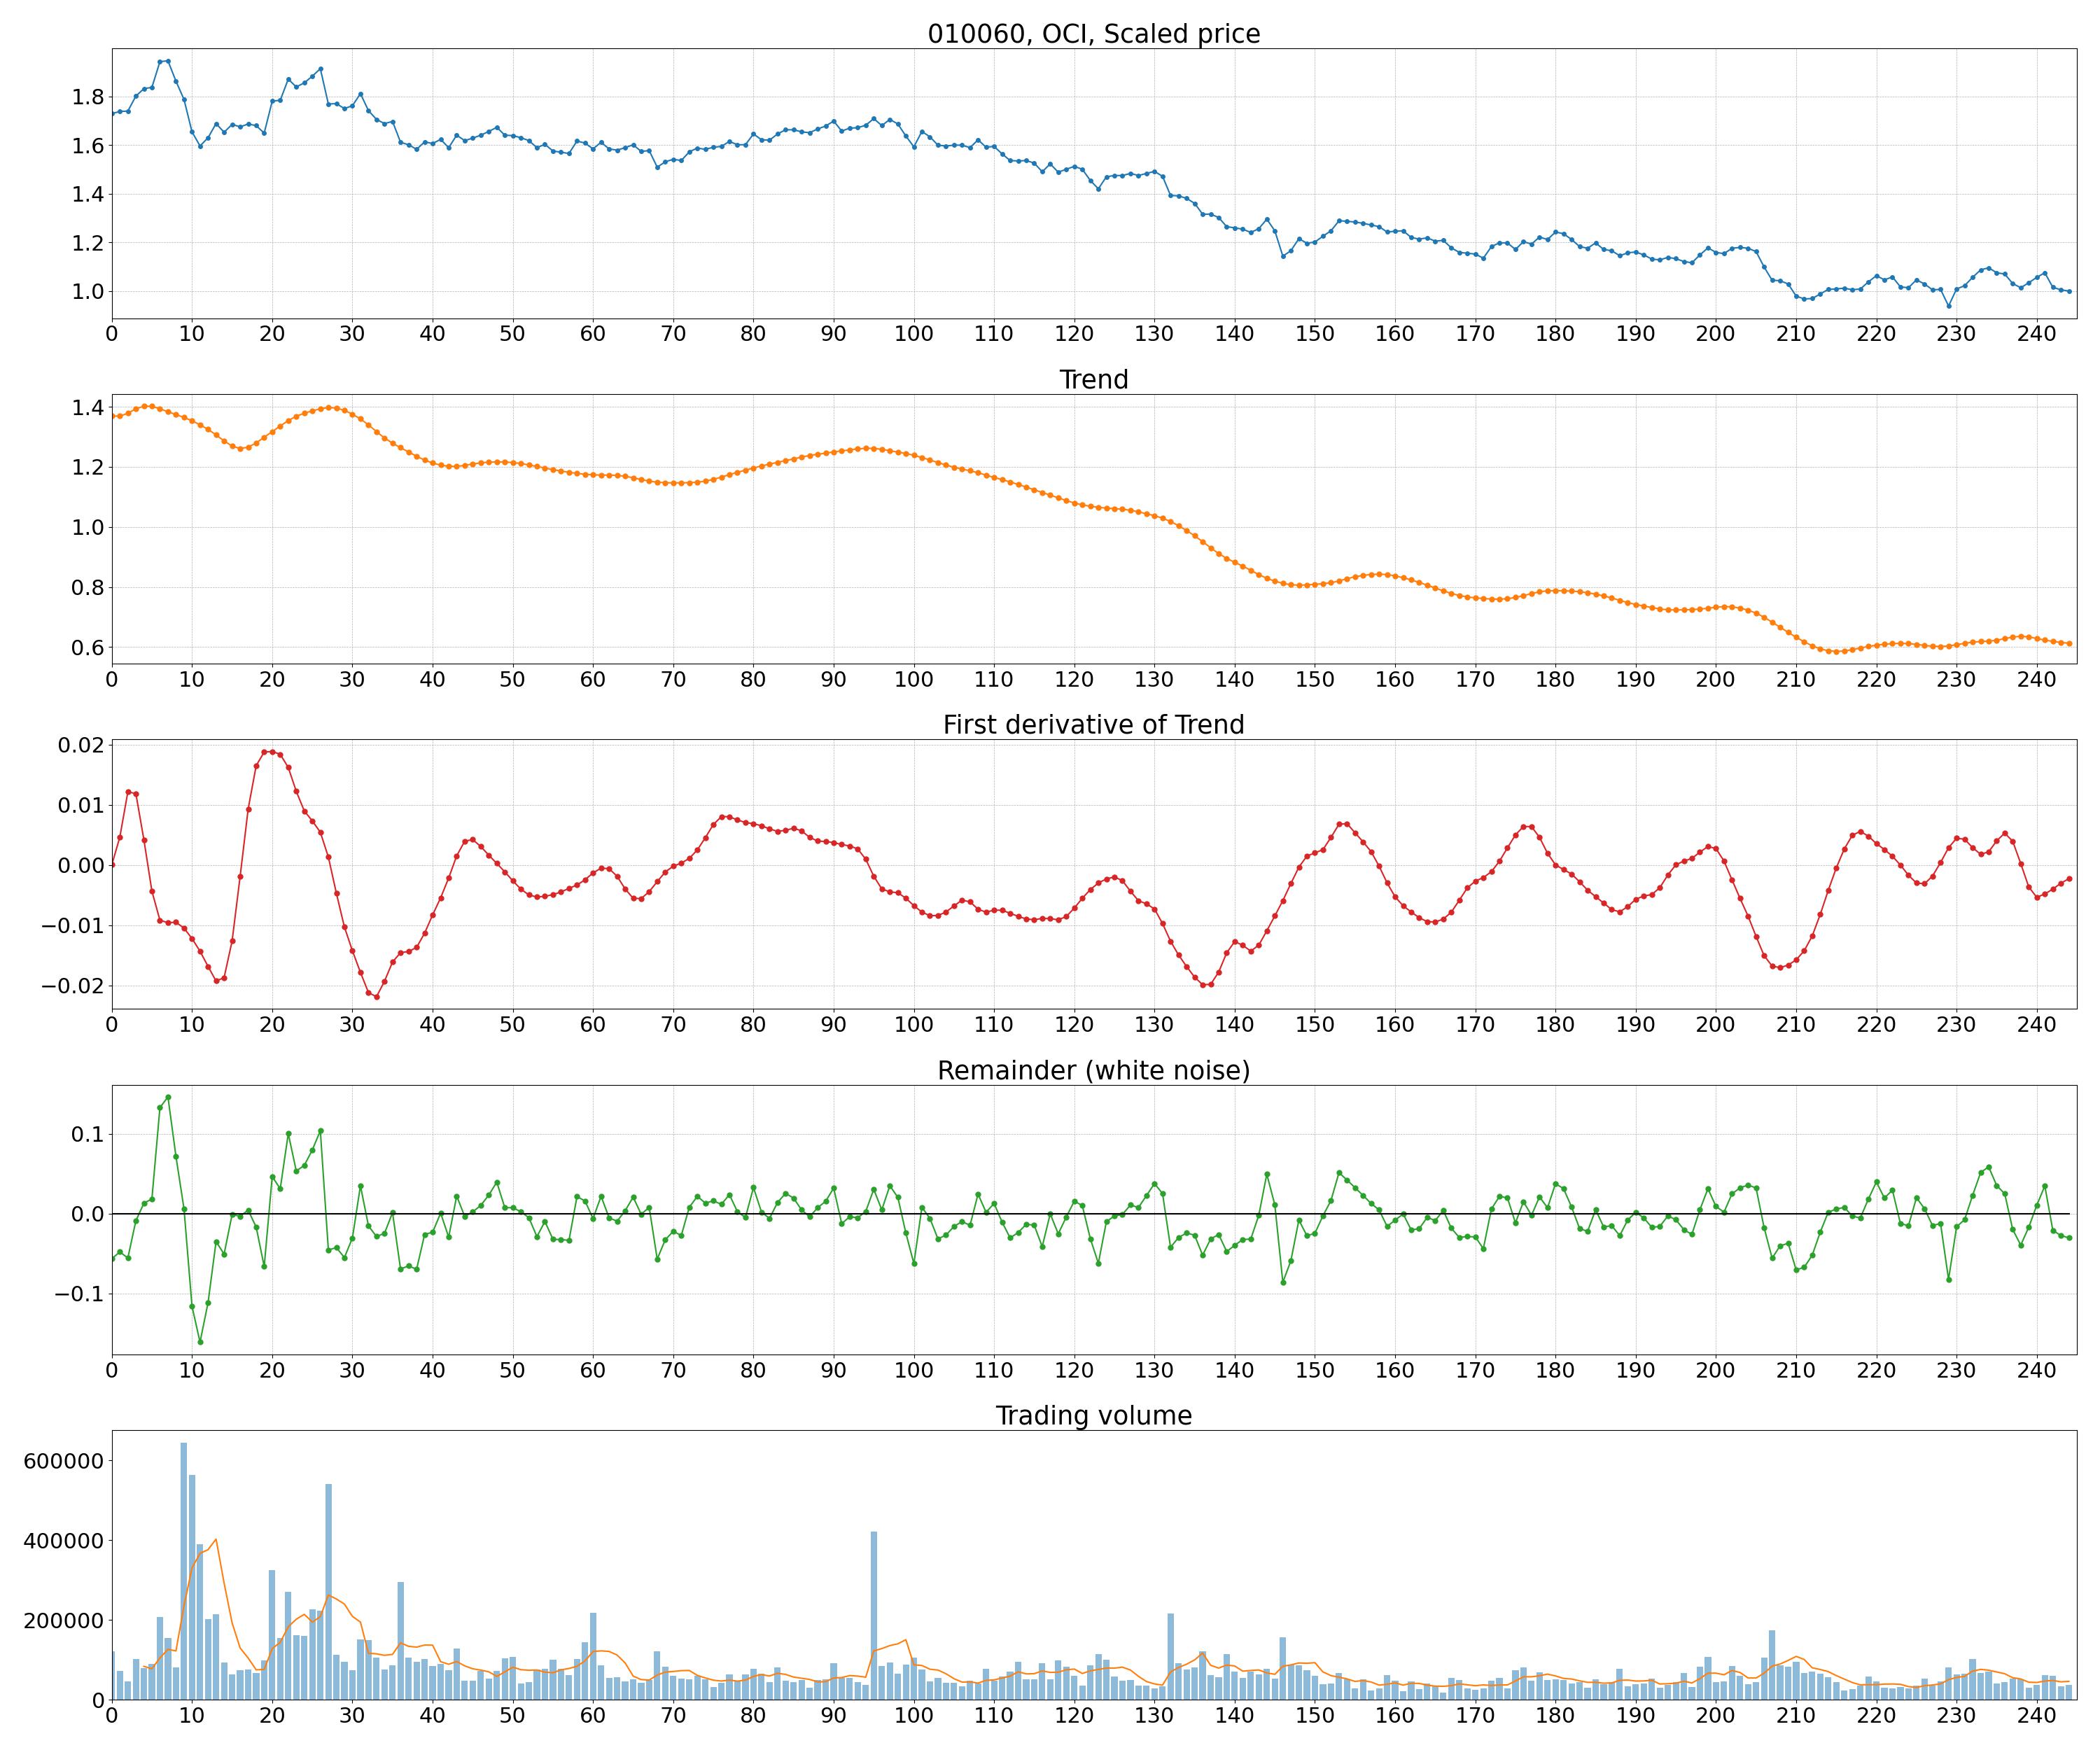 010060, OCI, Scaled price
1.8
1.6
1.4
1.2
1.0
0 10 20 30 40 50 60 70 80 90 100 110 120 130 140 150 160 170 180 190 200 210 220 230 240
Trend
1.4
1.2
1.0
0.8
0.6
0 10 20 30 40 50 60 70 80 90 100 110 120 130 140 150 160 170 180 190 200 210 220 230 240
First derivative of Trend
0.02
0.01
0.00
−0.01
−0.02
0 10 20 30 40 50 60 70 80 90 100 110 120 130 140 150 160 170 180 190 200 210 220 230 240
Remainder (white noise)
0.1
0.0
−0.1
0 10 20 30 40 50 60 70 80 90 100 110 120 130 140 150 160 170 180 190 200 210 220 230 240
Trading volume
600000
400000
200000
0
0 10 20 30 40 50 60 70 80 90 100 110 120 130 140 150 160 170 180 190 200 210 220 230 240